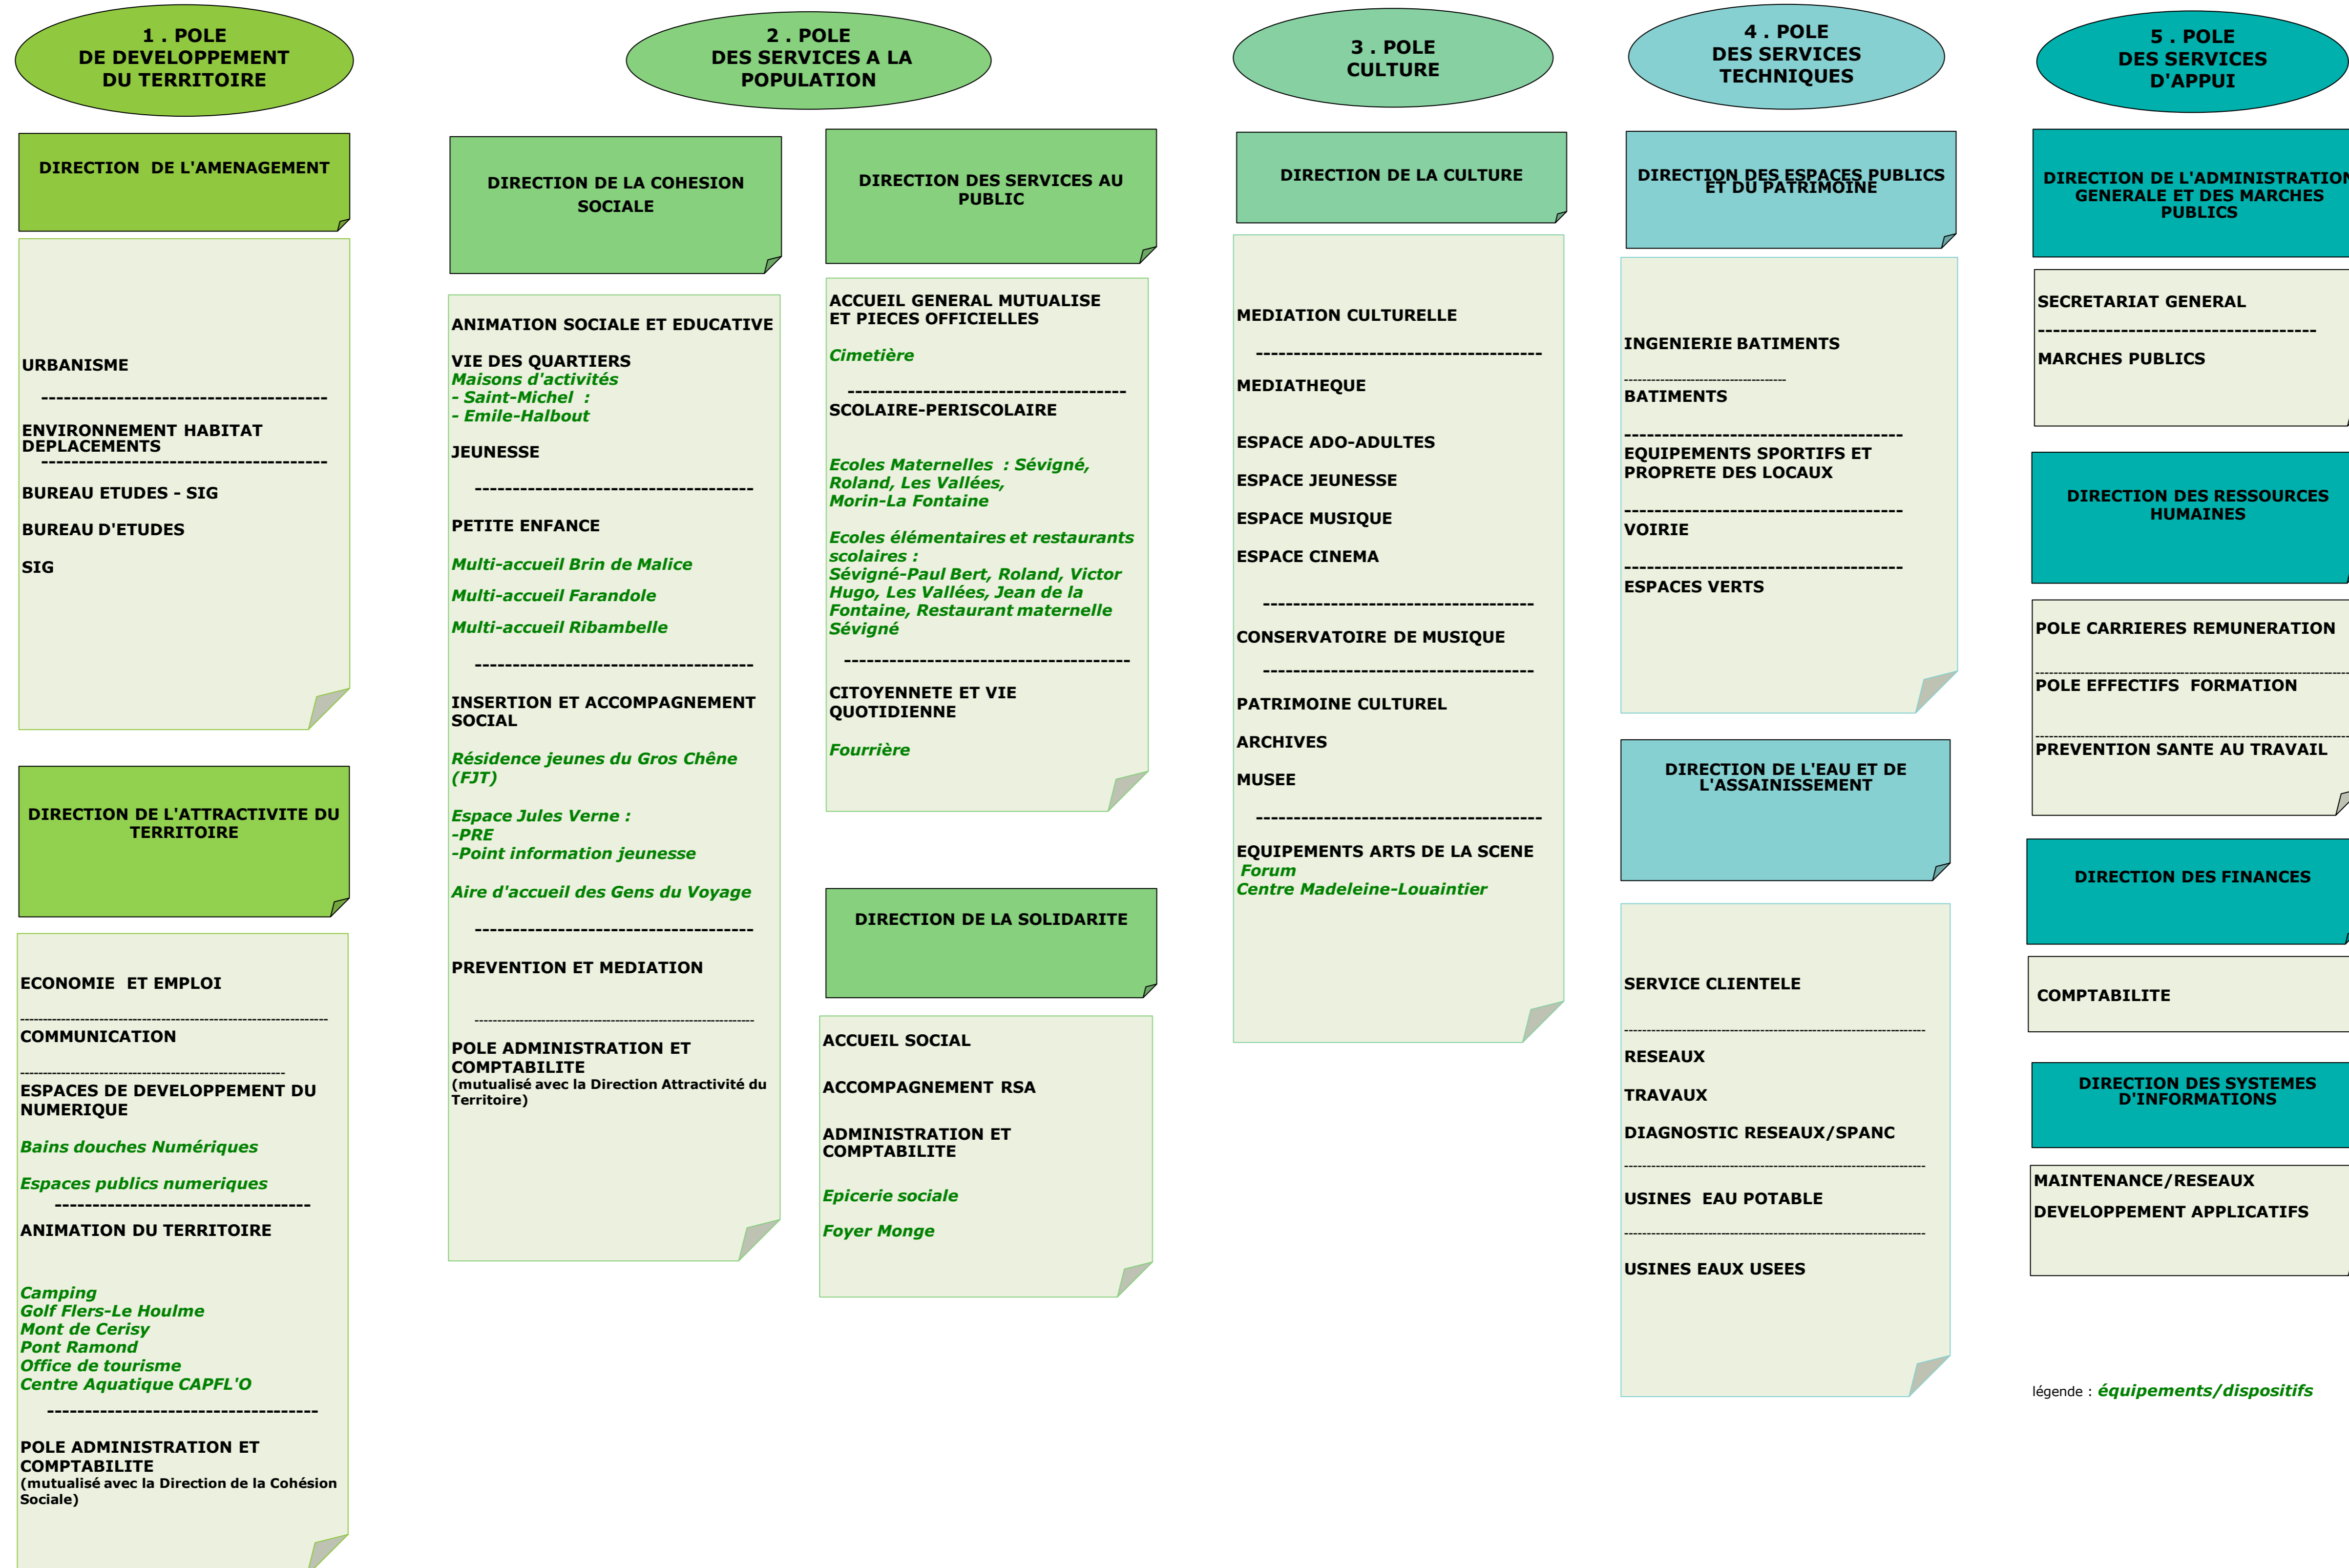 1 . POLE
DE DEVELOPPEMENT
DU TERRITOIRE
DIRECTION DE L'AMENAGEMENT
URBANISME
--------------------------------------
ENVIRONNEMENT HABITAT
DEPLACEMENTS
--------------------------------------
BUREAU ETUDES - SIG
BUREAU D'ETUDES
SIG
DIRECTION DE L'ATTRACTIVITE DU
TERRITOIRE
ECONOMIE ET EMPLOI
--------------------------------------
COMMUNICATION
--------------------------------------
ESPACES DE DEVELOPPEMENT DU
NUMERIQUE
Bains douches Numériques
Espaces publics numeriques
----------------------------------
ANIMATION DU TERRITOIRE
Camping
Golf Flers-Le Houlme
Mont de Cerisy
Pont Ramond
Office de tourisme
Centre Aquatique CAPFL'O
------------------------------------
POLE ADMINISTRATION ET
COMPTABILITE
(mutualisé avec la Direction de la Cohésion
Sociale)
2 . POLE
DES SERVICES A LA
POPULATION
DIRECTION DE LA COHESION
SOCIALE
ANIMATION SOCIALE ET EDUCATIVE
VIE DES QUARTIERS
Maisons d'activités
- Saint-Michel :
- Emile-Halbout
JEUNESSE
-------------------------------------
PETITE ENFANCE
Multi-accueil Brin de Malice
Multi-accueil Farandole
Multi-accueil Ribambelle
-------------------------------------
INSERTION ET ACCOMPAGNEMENT
SOCIAL
Résidence jeunes du Gros Chêne
(FJT)
Espace Jules Verne :
-PRE
-Point information jeunesse
Aire d'accueil des Gens du Voyage
-------------------------------------
PREVENTION ET MEDIATION
-------------------------------------
POLE ADMINISTRATION ET
COMPTABILITE
(mutualisé avec la Direction Attractivité du
Territoire)
DIRECTION DES SERVICES AU
PUBLIC
ACCUEIL GENERAL MUTUALISE
ET PIECES OFFICIELLES
Cimetière
-------------------------------------
SCOLAIRE-PERISCOLAIRE
Ecoles Maternelles : Sévigné,
Roland, Les Vallées,
Morin-La Fontaine
Ecoles élémentaires et restaurants
scolaires :
Sévigné-Paul Bert, Roland, Victor
Hugo, Les Vallées, Jean de la
Fontaine, Restaurant maternelle
Sévigné
--------------------------------------
CITOYENNETE ET VIE
QUOTIDIENNE
Fourrière
DIRECTION DE LA SOLIDARITE
ACCUEIL SOCIAL
ACCOMPAGNEMENT RSA
ADMINISTRATION ET
COMPTABILITE
Epicerie sociale
Foyer Monge
3 . POLE
CULTURE
DIRECTION DE LA CULTURE
MEDIATION CULTURELLE
--------------------------------------
MEDIATHEQUE
ESPACE ADO-ADULTES
ESPACE JEUNESSE
ESPACE MUSIQUE
ESPACE CINEMA
------------------------------------
CONSERVATOIRE DE MUSIQUE
------------------------------------
PATRIMOINE CULTUREL
ARCHIVES
MUSEE
--------------------------------------
EQUIPEMENTS ARTS DE LA SCENE
Forum
Centre Madeleine-Louaintier
4 . POLE
DES SERVICES
TECHNIQUES
DIRECTION DES ESPACES PUBLICS
ET DU PATRIMOINE
INGENIERIE BATIMENTS
-------------------------------------
BATIMENTS
-------------------------------------
EQUIPEMENTS SPORTIFS ET
PROPRETE DES LOCAUX
-------------------------------------
VOIRIE
-------------------------------------
ESPACES VERTS
DIRECTION DE L'EAU ET DE
L'ASSAINISSEMENT
SERVICE CLIENTELE
-------------------------------------
RESEAUX
TRAVAUX
DIAGNOSTIC RESEAUX/SPANC
-------------------------------------
USINES EAU POTABLE
-------------------------------------
USINES EAUX USEES
5 . POLE
DES SERVICES
D'APPUI
DIRECTION DE L'ADMINISTRATION
GENERALE ET DES MARCHES
PUBLICS
SECRETARIAT GENERAL
-------------------------------------
MARCHES PUBLICS
DIRECTION DES RESSOURCES
HUMAINES
POLE CARRIERES REMUNERATION
-------------------------------------
POLE EFFECTIFS FORMATION
-------------------------------------
PREVENTION SANTE AU TRAVAIL
DIRECTION DES FINANCES
COMPTABILITE
DIRECTION DES SYSTEMES
D'INFORMATIONS
MAINTENANCE/RESEAUX
DEVELOPPEMENT APPLICATIFS
légende : équipements/dispositifs